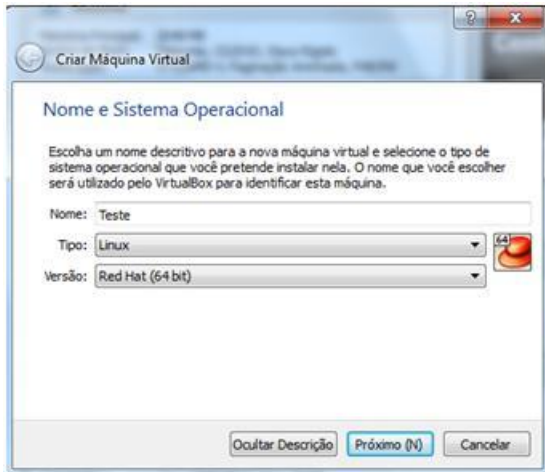 ?
X
Criar Máquina Virtual
Nome e Sistema Operacional
Escolha um nome descritivo para a nova máquina virtual e selecione o tipo de
sistema operacional que você pretende instalar nela. O nome que você escolher
será utilizado pelo VirtualBox para identificar esta máquina.
Nome: Teste
Tipo: Linux
64
Versão: Red Hat (64 bit)
Ocultar Descrição Próximo (N) Cancelar